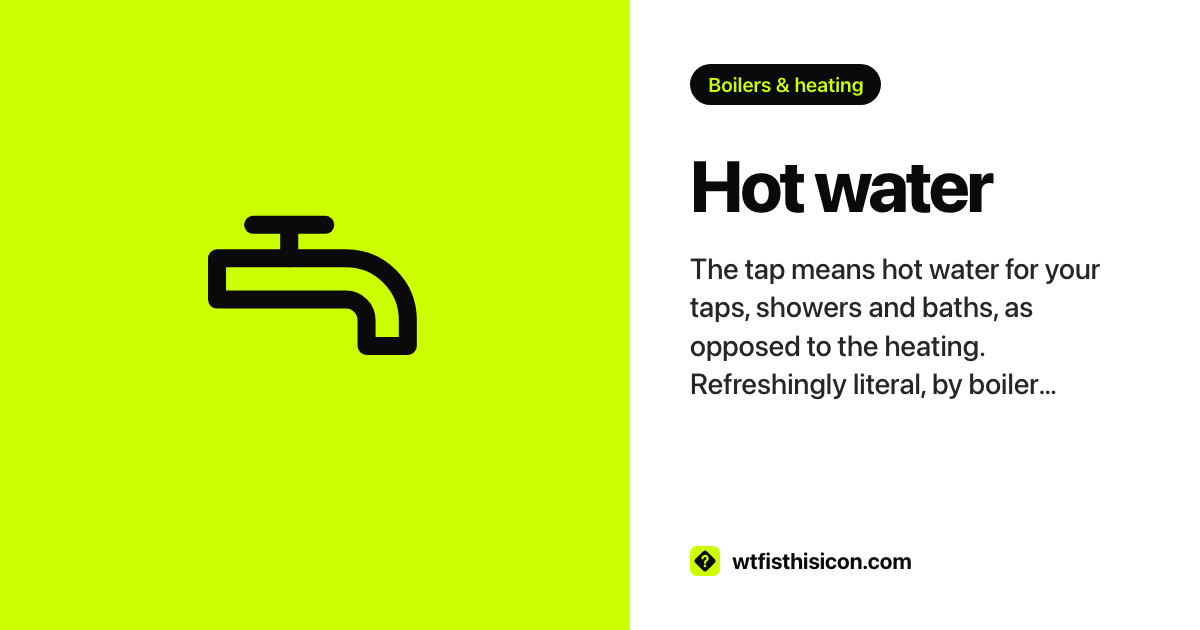 Boilers & heating
Hot water
The tap means hot water for your
taps, showers and baths, as
opposed to the heating.
Refreshingly literal, by boiler...
?
wtfisthisicon.com